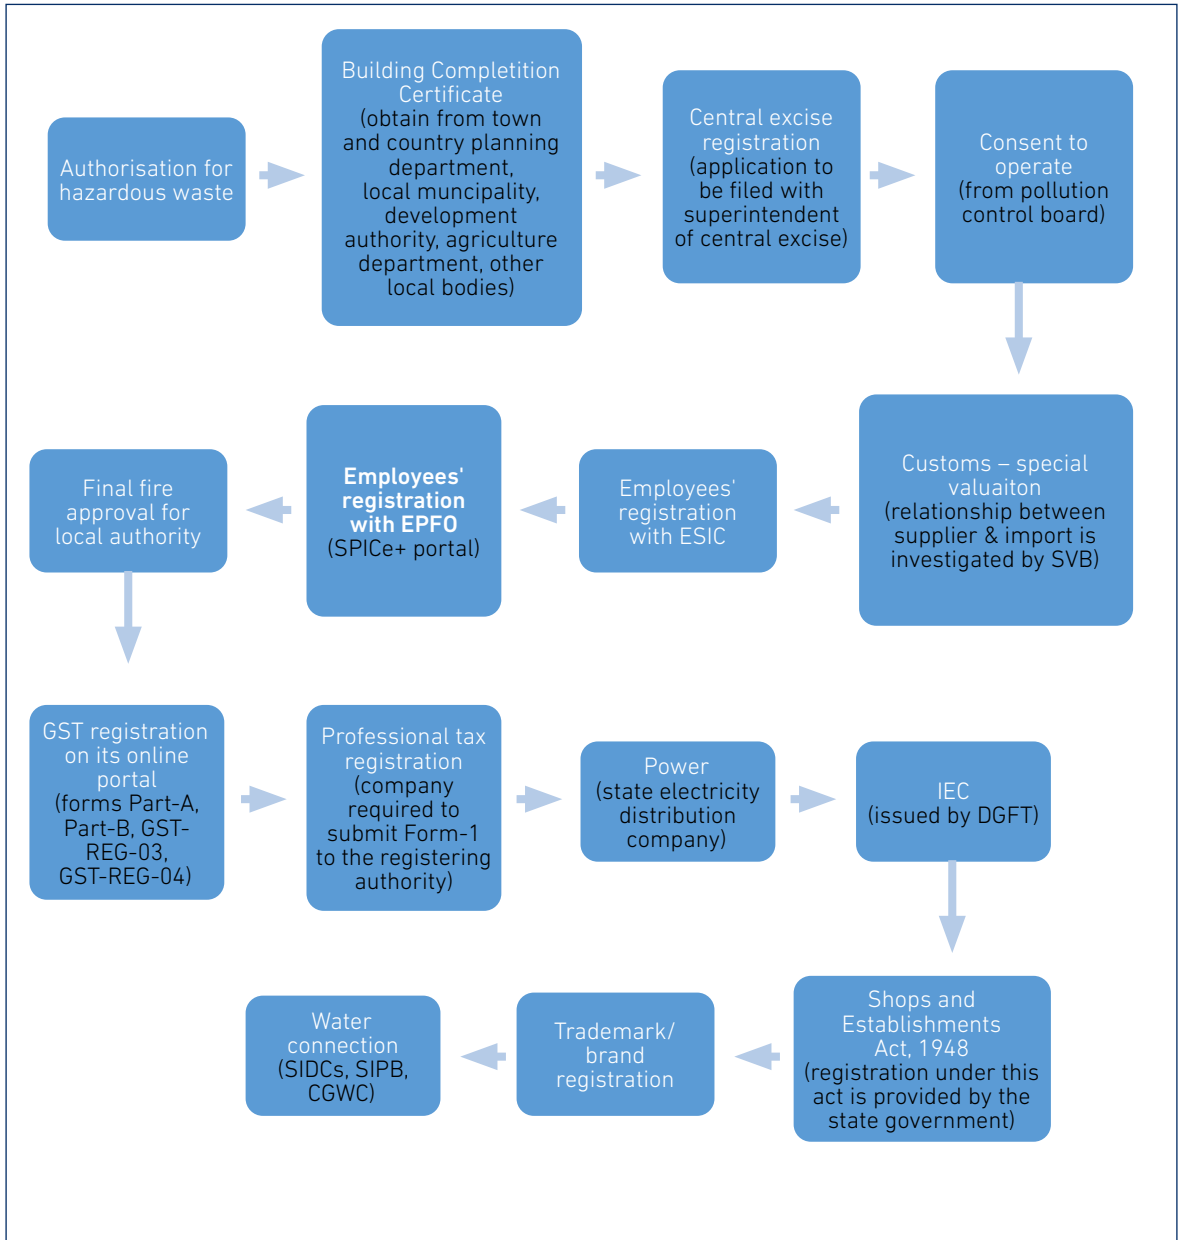 Authorisation for
hazardous waste
Building Completition
Certificate
(obtain from town
and country planning
department,
local muncipality,
development
authority, agriculture
department, other
local bodies)
Central excise
registration
(application to
be filed with
superintendent
of central excise)
Consent to
operate
(from pollution
control board)
Customs – special
valuaiton
(relationship between
supplier & import is
investigated by SVB)
Employees'
registration
with ESIC
Employees'
registration
with EPFO
(SPICe+ portal)
Final fire
approval for
local authority
GST registration
on its online
portal
(forms Part-A,
Part-B, GST-
REG-03,
GST-REG-04)
Professional tax
registration
(company
required to
submit Form-1
to the registering
authority)
Power
(state electricity
distribution
company)
IEC
(issued by DGFT)
Shops and
Establishments
Act, 1948
(registration under this
act is provided by the
state government)
Trademark/
brand
registration
Water
connection
(SIDCs, SIPB,
CGWC)